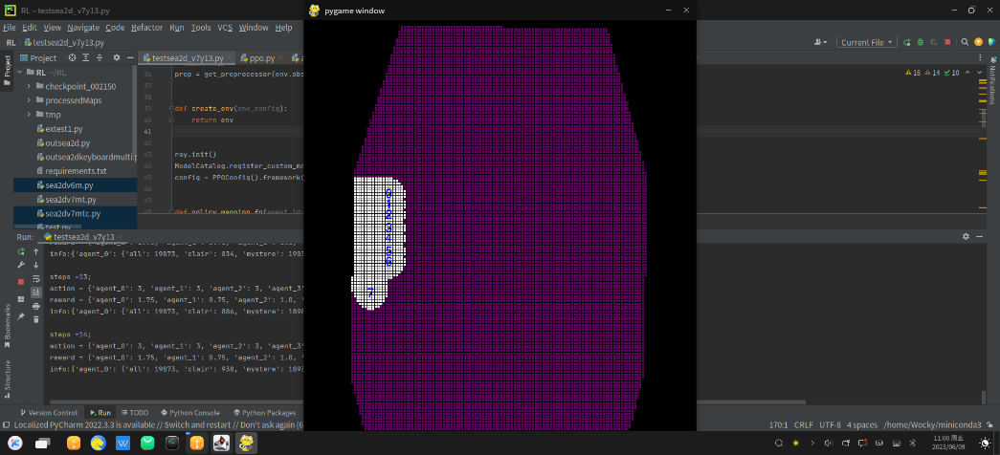 RL – testsea2d_v7y13.py
pygame window
File Edit View Navigate Code Refactor Run Tools VCS Window Help
RL testsea2d_v7y13.py
Current File
Project
Project
testsea2d_v7y13.py
ppo.py
18 14 10
Notifications
RL ~/RL
checkpoint_002150
processedMaps
tmp
extest1.py
outsea2d.py
outsea2dkeyboardmulti.p
requirements.txt
sea2dv6m.py
sea2dv7mt.py
sea2dv7mtc.py
test.py
36 prep = get_preprocessor(env.obs
37
38
39 def create_env(env_config):
40 return env
41
42
43 ray.init()
44 ModelCatalog.register_custom_mo
45 config = PPOConfig().framework(
46
47
48 def policy_mapping_fn(agent_id
0
1
2
3
4
5
6
7
Run: testsea2d_v7y13
info:{'agent_0': {'all': 19873, 'clair': 834, 'mystere': 1903
steps =13;
action = {'agent_0': 3, 'agent_1': 3, 'agent_2': 3, 'agent_3'
reward = {'agent_0': 1.75, 'agent_1': 0.75, 'agent_2': 1.0, '
info:{'agent_0': {'all': 19873, 'clair': 886, 'mystere': 1898
steps =14;
action = {'agent_0': 3, 'agent_1': 3, 'agent_2': 3, 'agent_3'
reward = {'agent_0': 1.75, 'agent_1': 0.75, 'agent_2': 1.0, '
info:{'agent_0': {'all': 19873, 'clair': 938, 'mystere': 1893
Bookmarks
Structure
Version Control Run TODO Python Console Python Packages
Localized PyCharm 2022.3.3 is available // Switch and restart // Don't ask again (6
170:1 CRLF UTF-8 4 spaces /home/Wocky/miniconda3
11:00 周五
2023/06/09